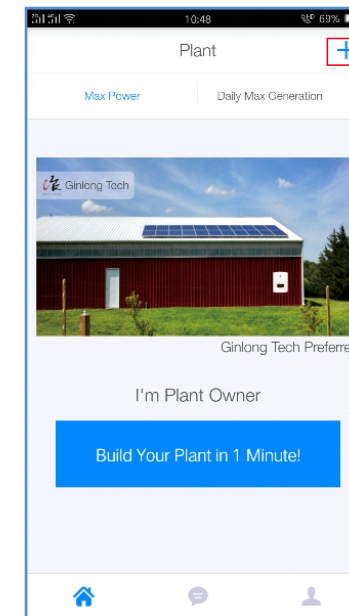 10:48
69%
Plant
Max Power
Daily Max Generation
Ginlong Tech
Ginlong Tech Preferre
I'm Plant Owner
Build Your Plant in 1 Minute!